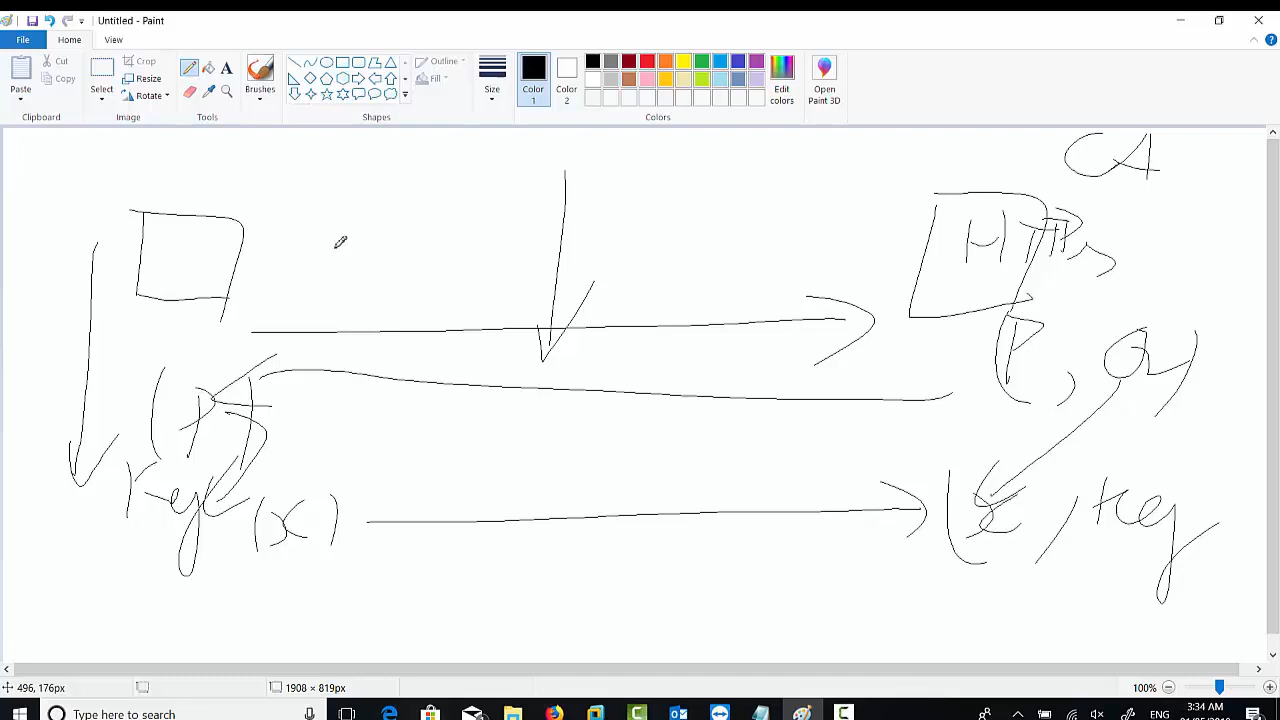 Untitled - Paint
File
Home
View
Paste
Cut
Copy
Clipboard
Select
Crop
Resize
Rotate
Image
Tools
Brushes
Outline
Fill
Shapes
Size
Color
1
Color
2
Edit
colors
Open
Paint 3D
Colors
CA
HTTPs
(P, Q)
(P)
Key
(X)
, Key
496, 176px
1908 × 819px
100%
Type here to search
ENG
3:34 AM